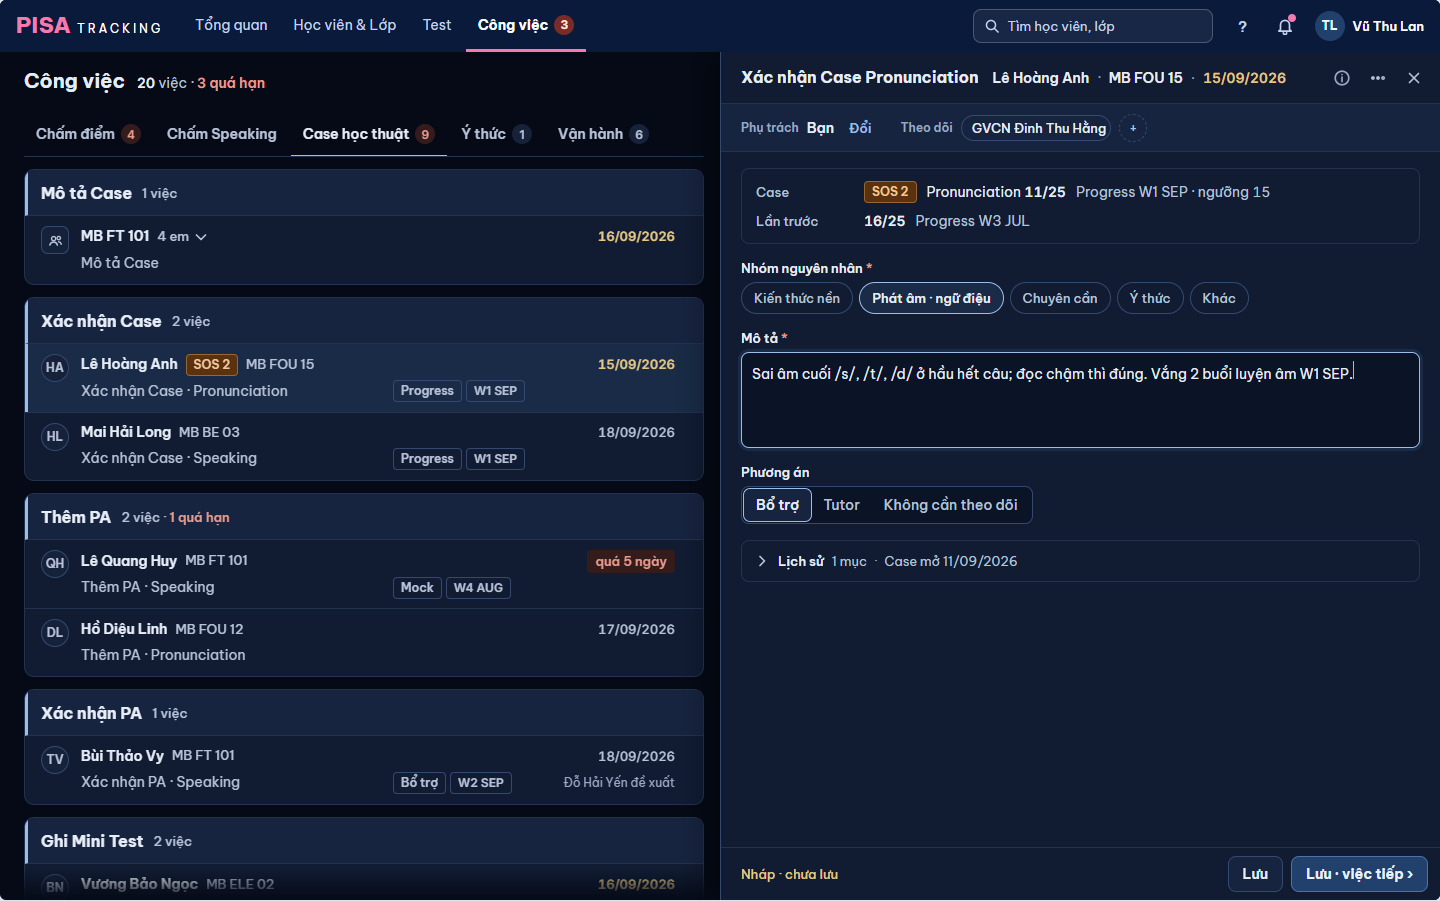 PISA TRACKING Tổng quan Học viên & Lớp Test Công việc 3 Tìm học viên, lớp ? TL Vũ Thu Lan
Công việc 20 việc · 3 quá hạn
Chấm điểm 4 Chấm Speaking Case học thuật 9 Ý thức 1 Vận hành 6
Mô tả Case 1 việc
MB FT 101 4 em 16/09/2026
Mô tả Case
Xác nhận Case 2 việc
HA Lê Hoàng Anh SOS 2 MB FOU 15 15/09/2026
Xác nhận Case · Pronunciation Progress W1 SEP
HL Mai Hải Long MB BE 03 18/09/2026
Xác nhận Case · Speaking Progress W1 SEP
Thêm PA 2 việc · 1 quá hạn
QH Lê Quang Huy MB FT 101 quá 5 ngày
Thêm PA · Speaking Mock W4 AUG
DL Hồ Diệu Linh MB FOU 12 17/09/2026
Thêm PA · Pronunciation
Xác nhận PA 1 việc
TV Bùi Thảo Vy MB FT 101 18/09/2026
Xác nhận PA · Speaking Bổ trợ W2 SEP Đỗ Hải Yến đề xuất
Ghi Mini Test 2 việc
BN Vương Bảo Ngọc MB ELE 02 16/09/2026
Xác nhận Case Pronunciation Lê Hoàng Anh · MB FOU 15 · 15/09/2026
Phụ trách Bạn Đổi Theo dõi GVCN Đinh Thu Hằng +
Case SOS 2 Pronunciation 11/25 Progress W1 SEP · ngưỡng 15
Lần trước 16/25 Progress W3 JUL
Nhóm nguyên nhân *
Kiến thức nền Phát âm · ngữ điệu Chuyên cần Ý thức Khác
Mô tả *
Sai âm cuối /s/, /t/, /d/ ở hầu hết câu; đọc chậm thì đúng. Vắng 2 buổi luyện âm W1 SEP.
Phương án
Bổ trợ Tutor Không cần theo dõi
Lịch sử 1 mục · Case mở 11/09/2026
Nháp · chưa lưu Lưu Lưu · việc tiếp ›